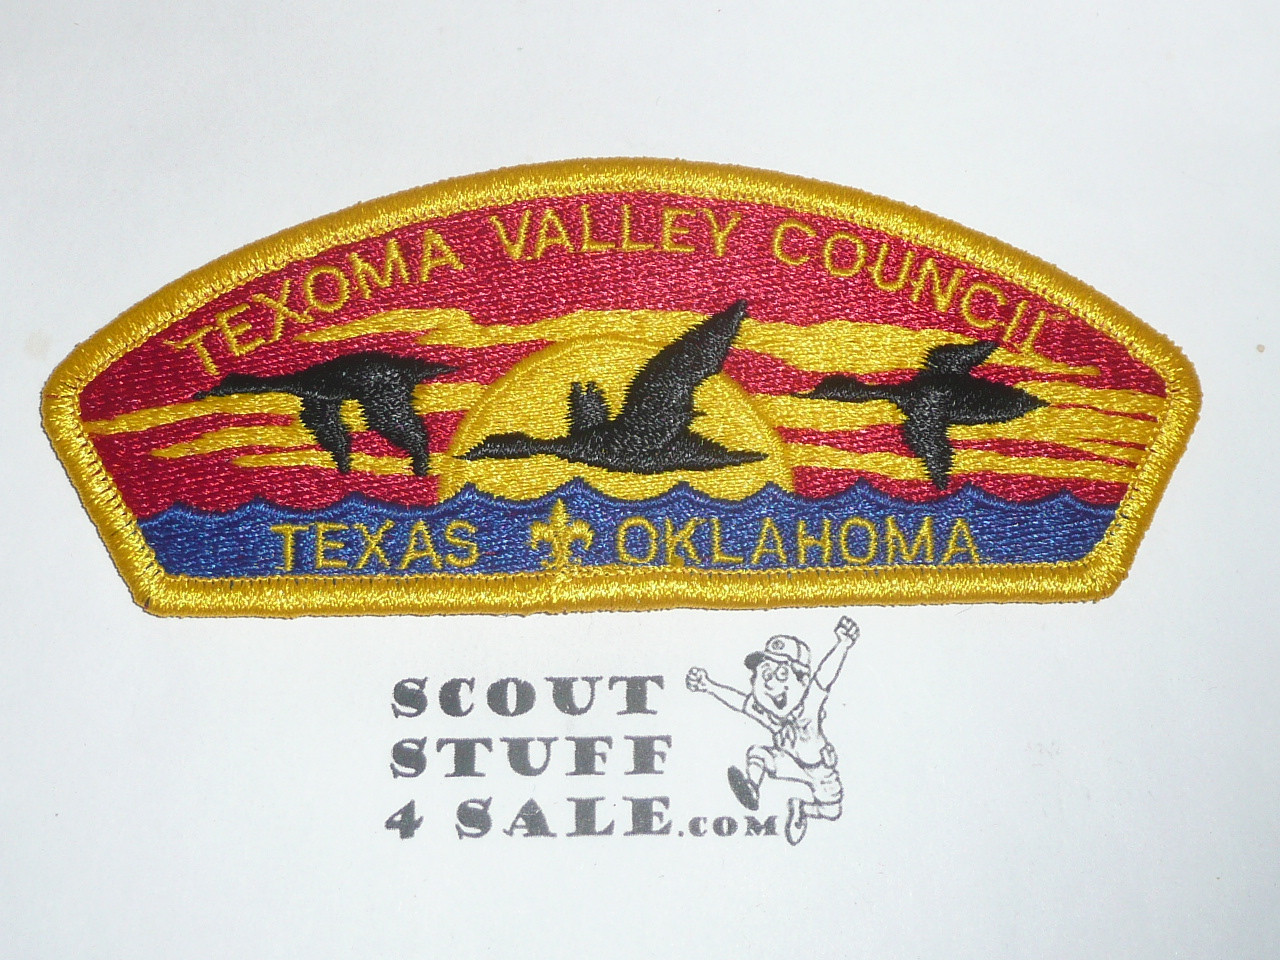 TEXOMA VALLEY COUNCIL
TEXAS OKLAHOMA
SCOUT
STUFF
4 SALE.COM